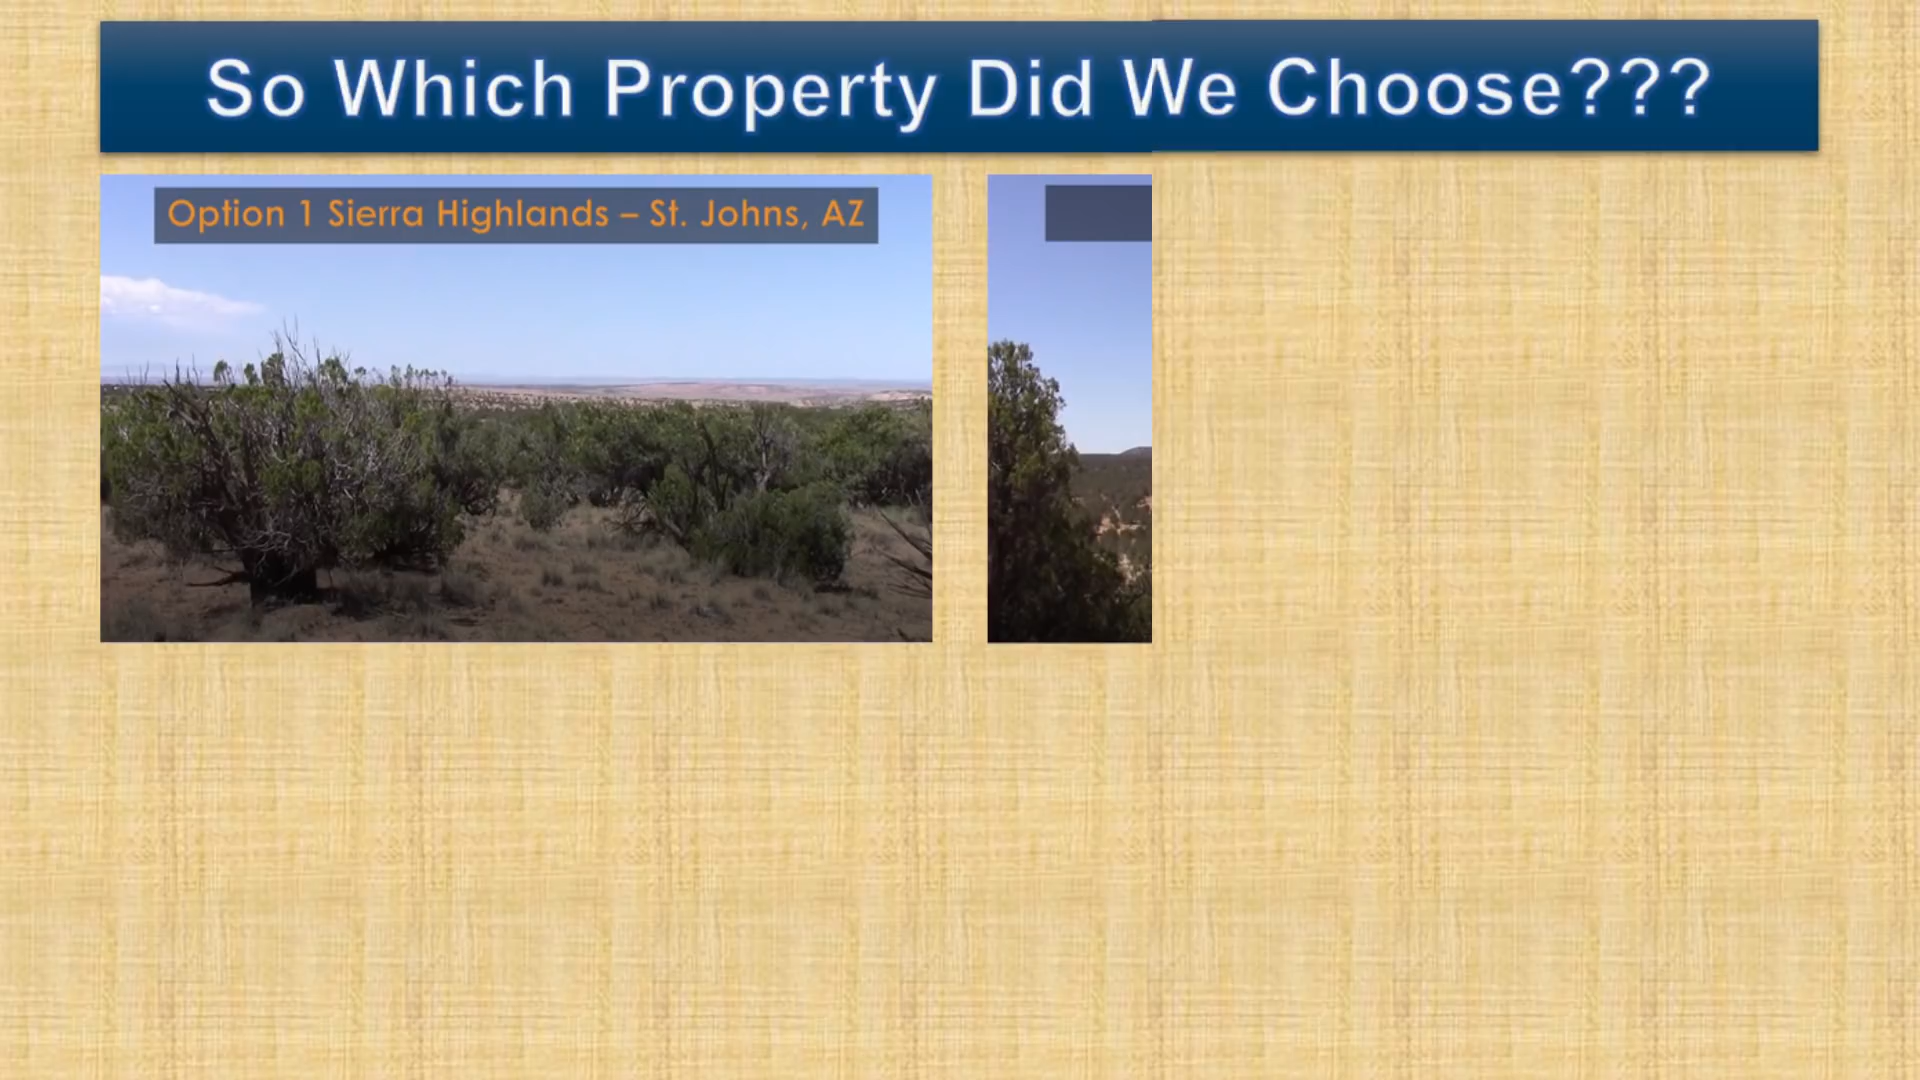 So Which Property Did We Choose???
Option 1 Sierra Highlands – St. Johns, AZ